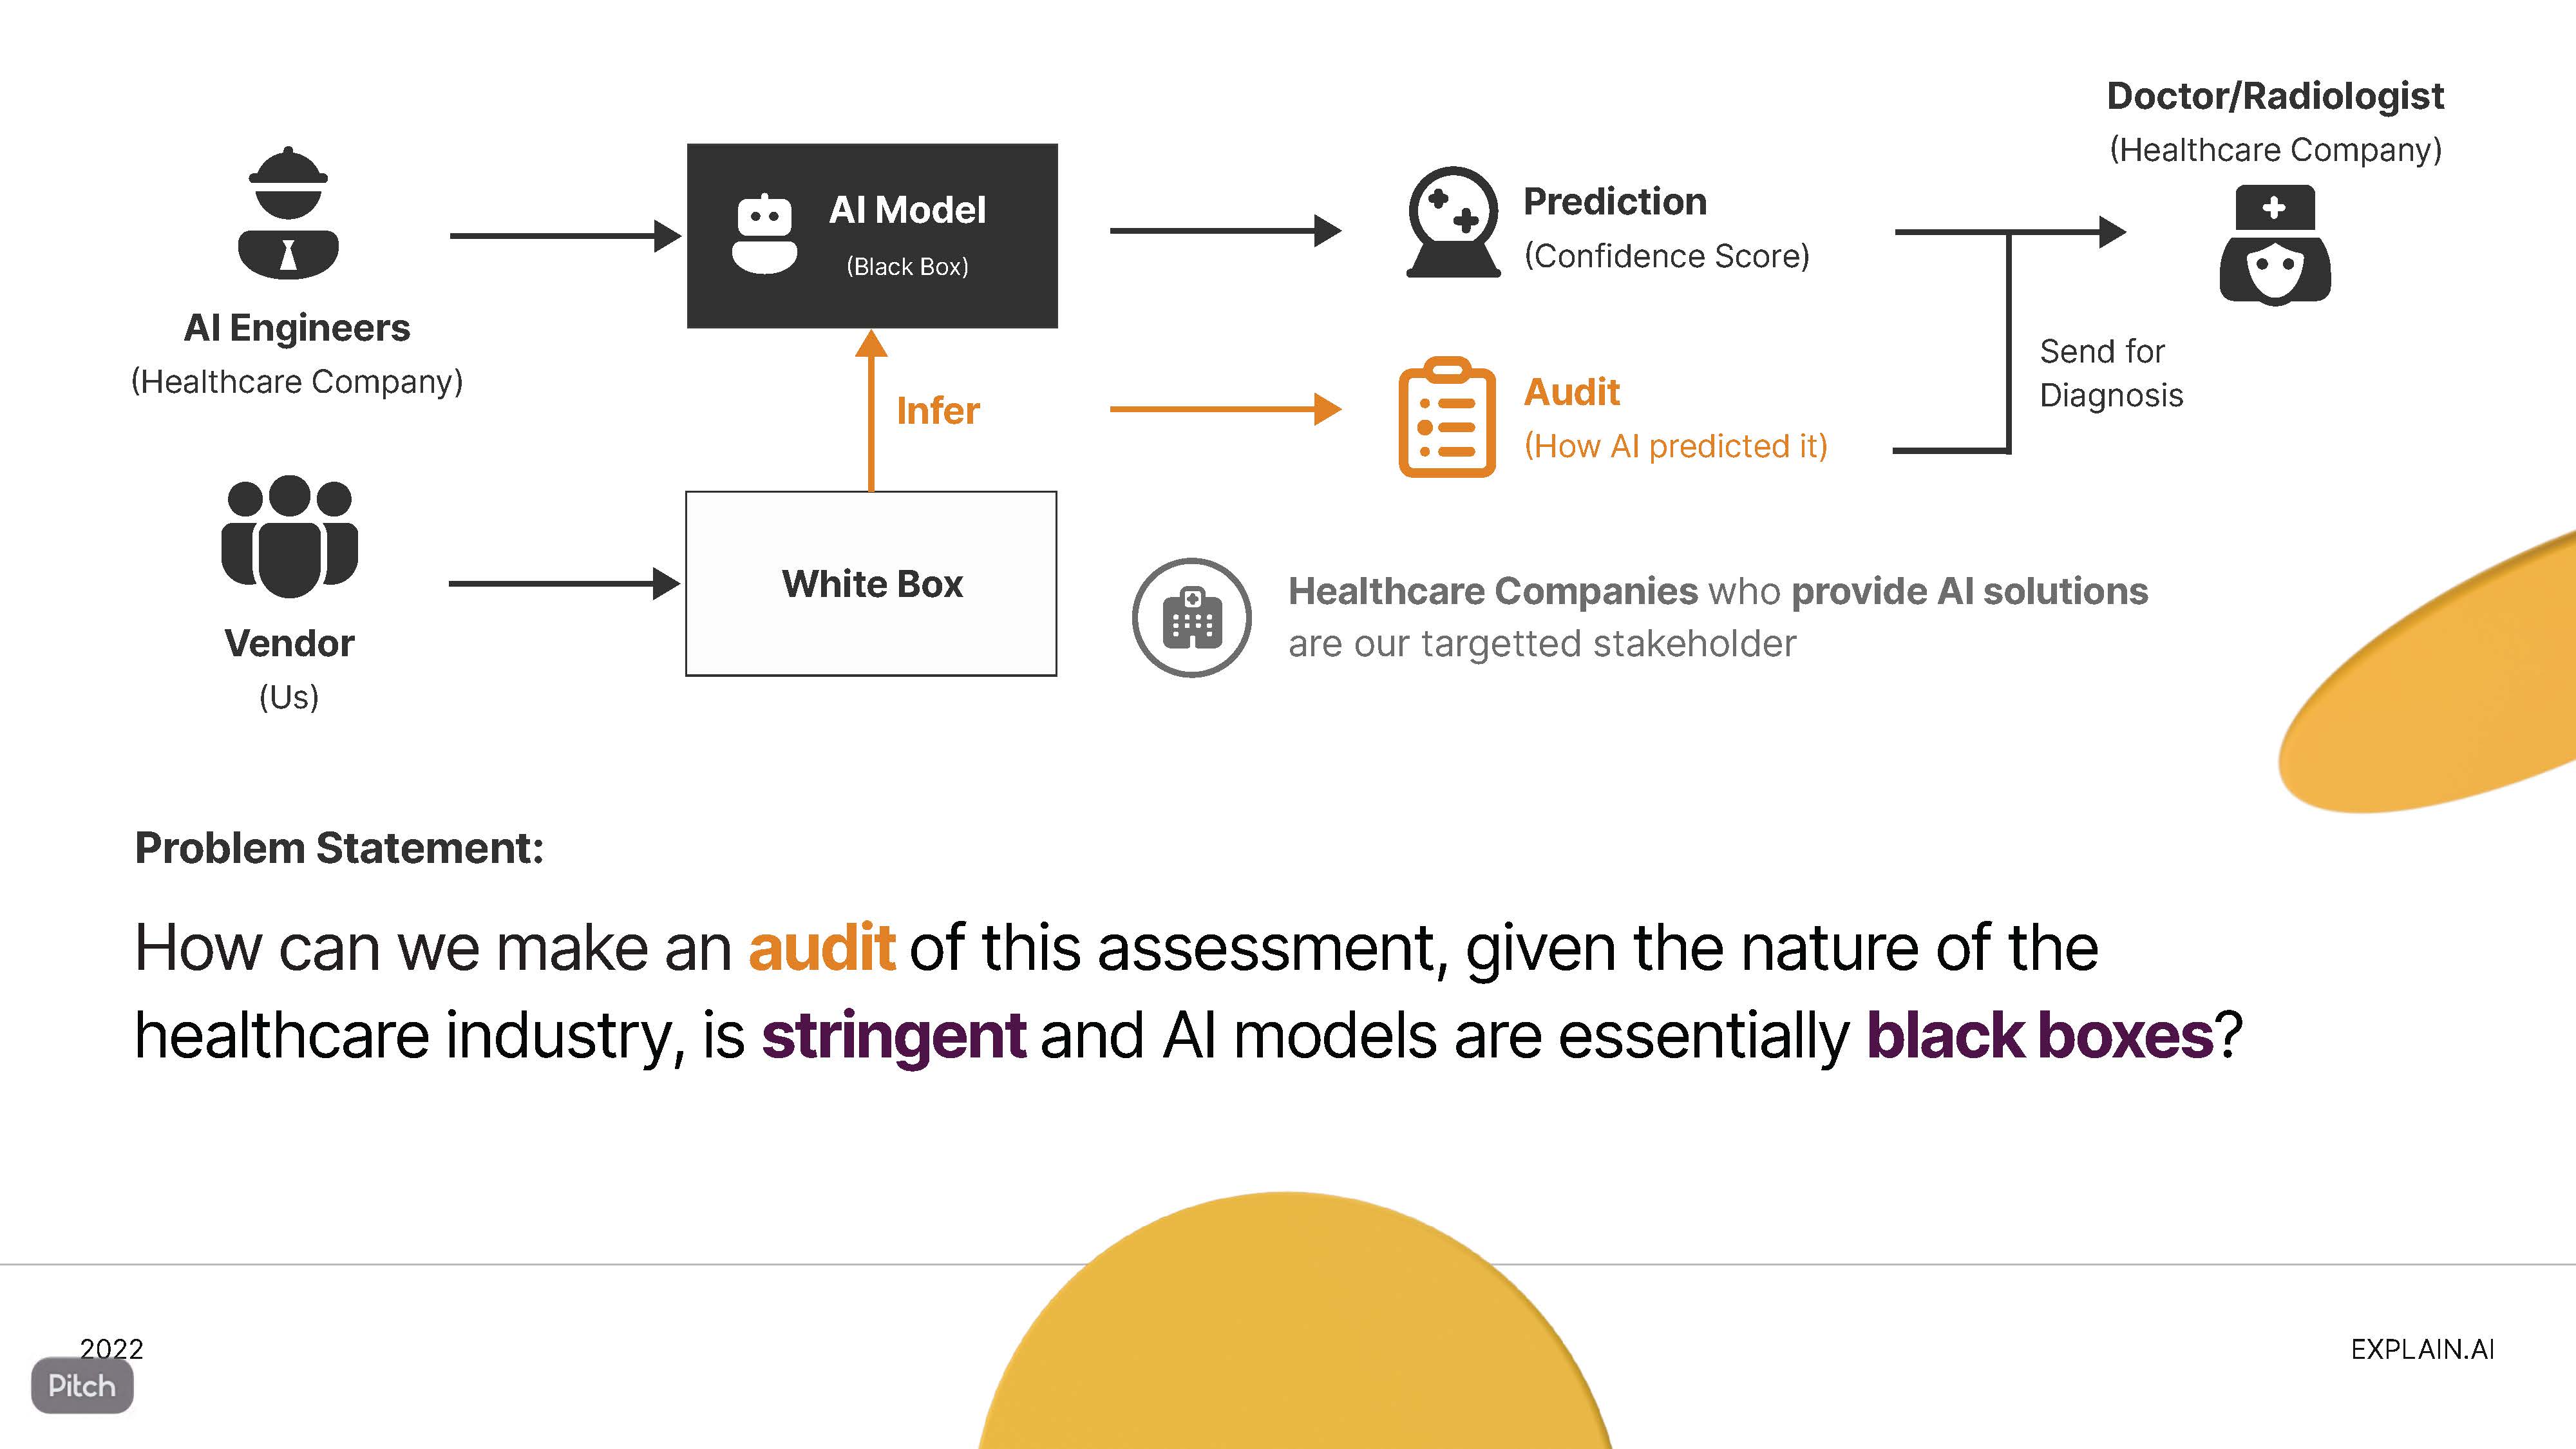 Doctor/Radiologist
(Healthcare Company)
AI Engineers
(Healthcare Company)
AI Model
(Black Box)
Prediction
(Confidence Score)
Infer
Audit
(How AI predicted it)
Send for
Diagnosis
Vendor
(Us)
White Box
Healthcare Companies who provide AI solutions
are our targetted stakeholder
Problem Statement:
How can we make an audit of this assessment, given the nature of the
healthcare industry, is stringent and AI models are essentially black boxes?
2022
Pitch
EXPLAIN.AI